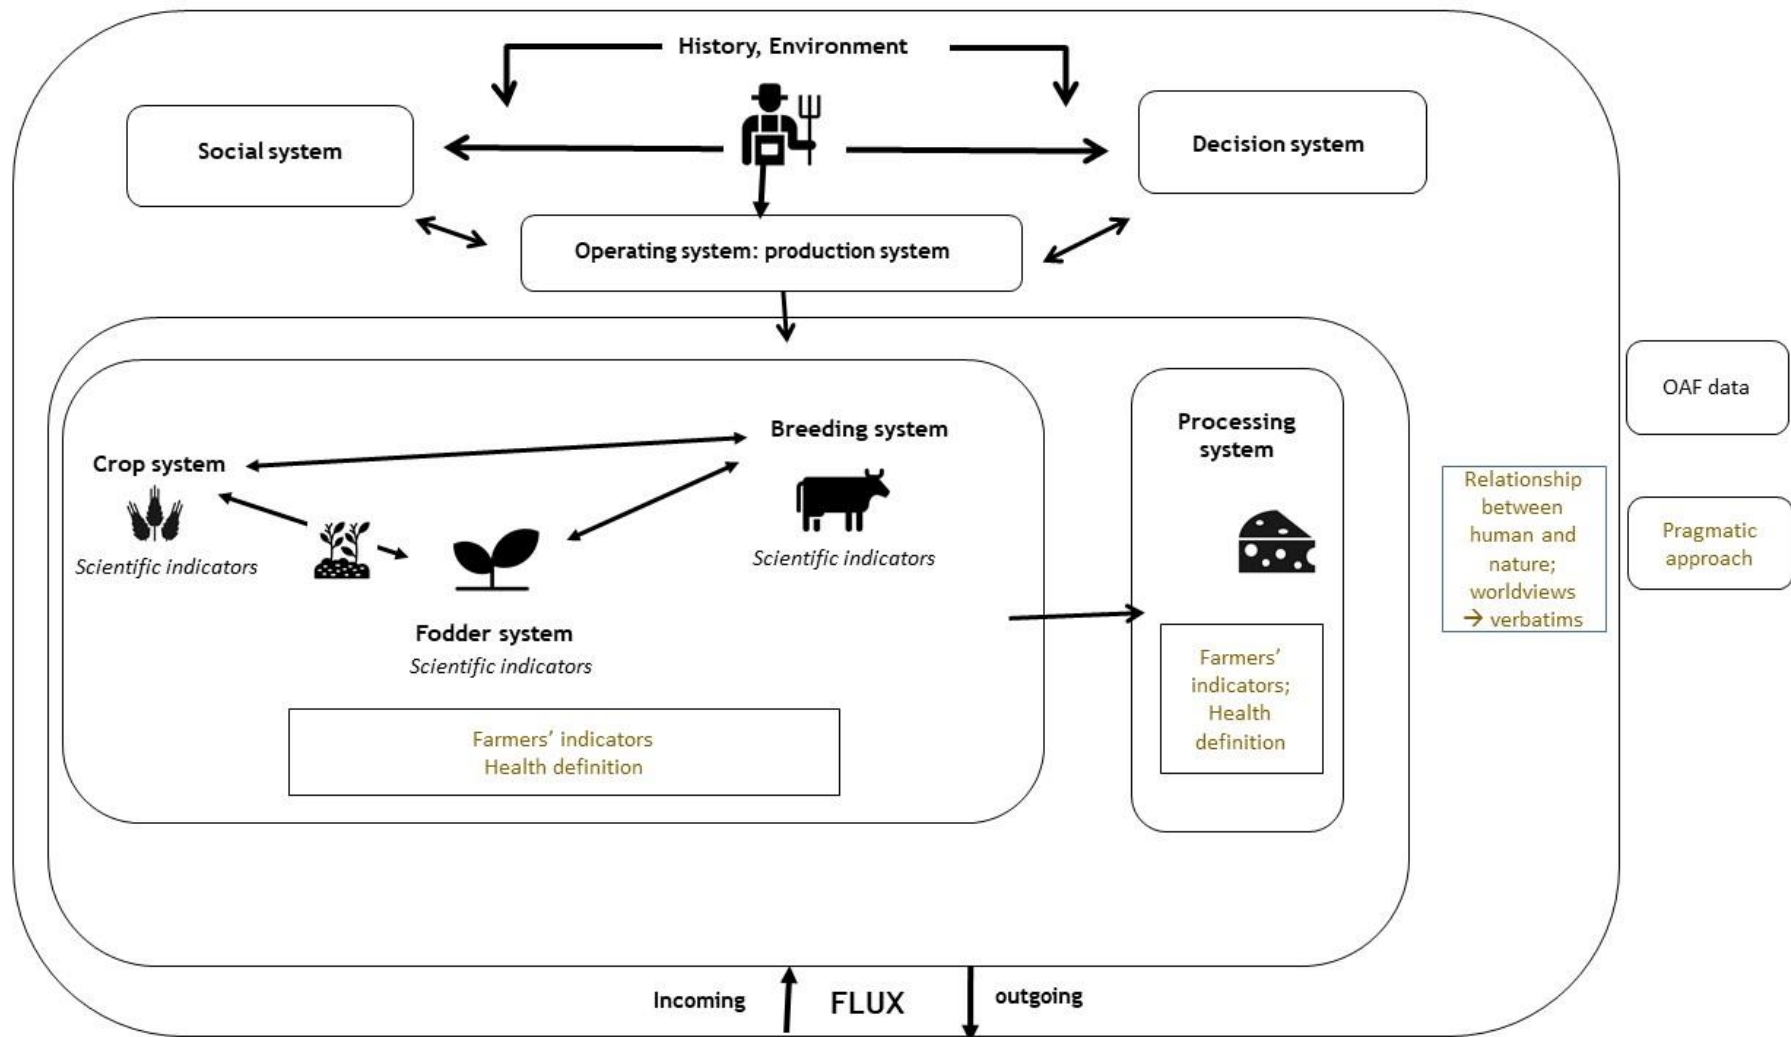 History, Environment
Social system
Decision system
Operating system: production system
Breeding system
Crop system
Scientific indicators
Scientific indicators
Fodder system
Scientific indicators
Farmers’ indicators
Health definition
Processing
system
Farmers’
indicators;
Health
definition
Relationship
between
human and
nature;
worldviews
→ verbatims
OAF data
Pragmatic
approach
Incoming
FLUX
outgoing